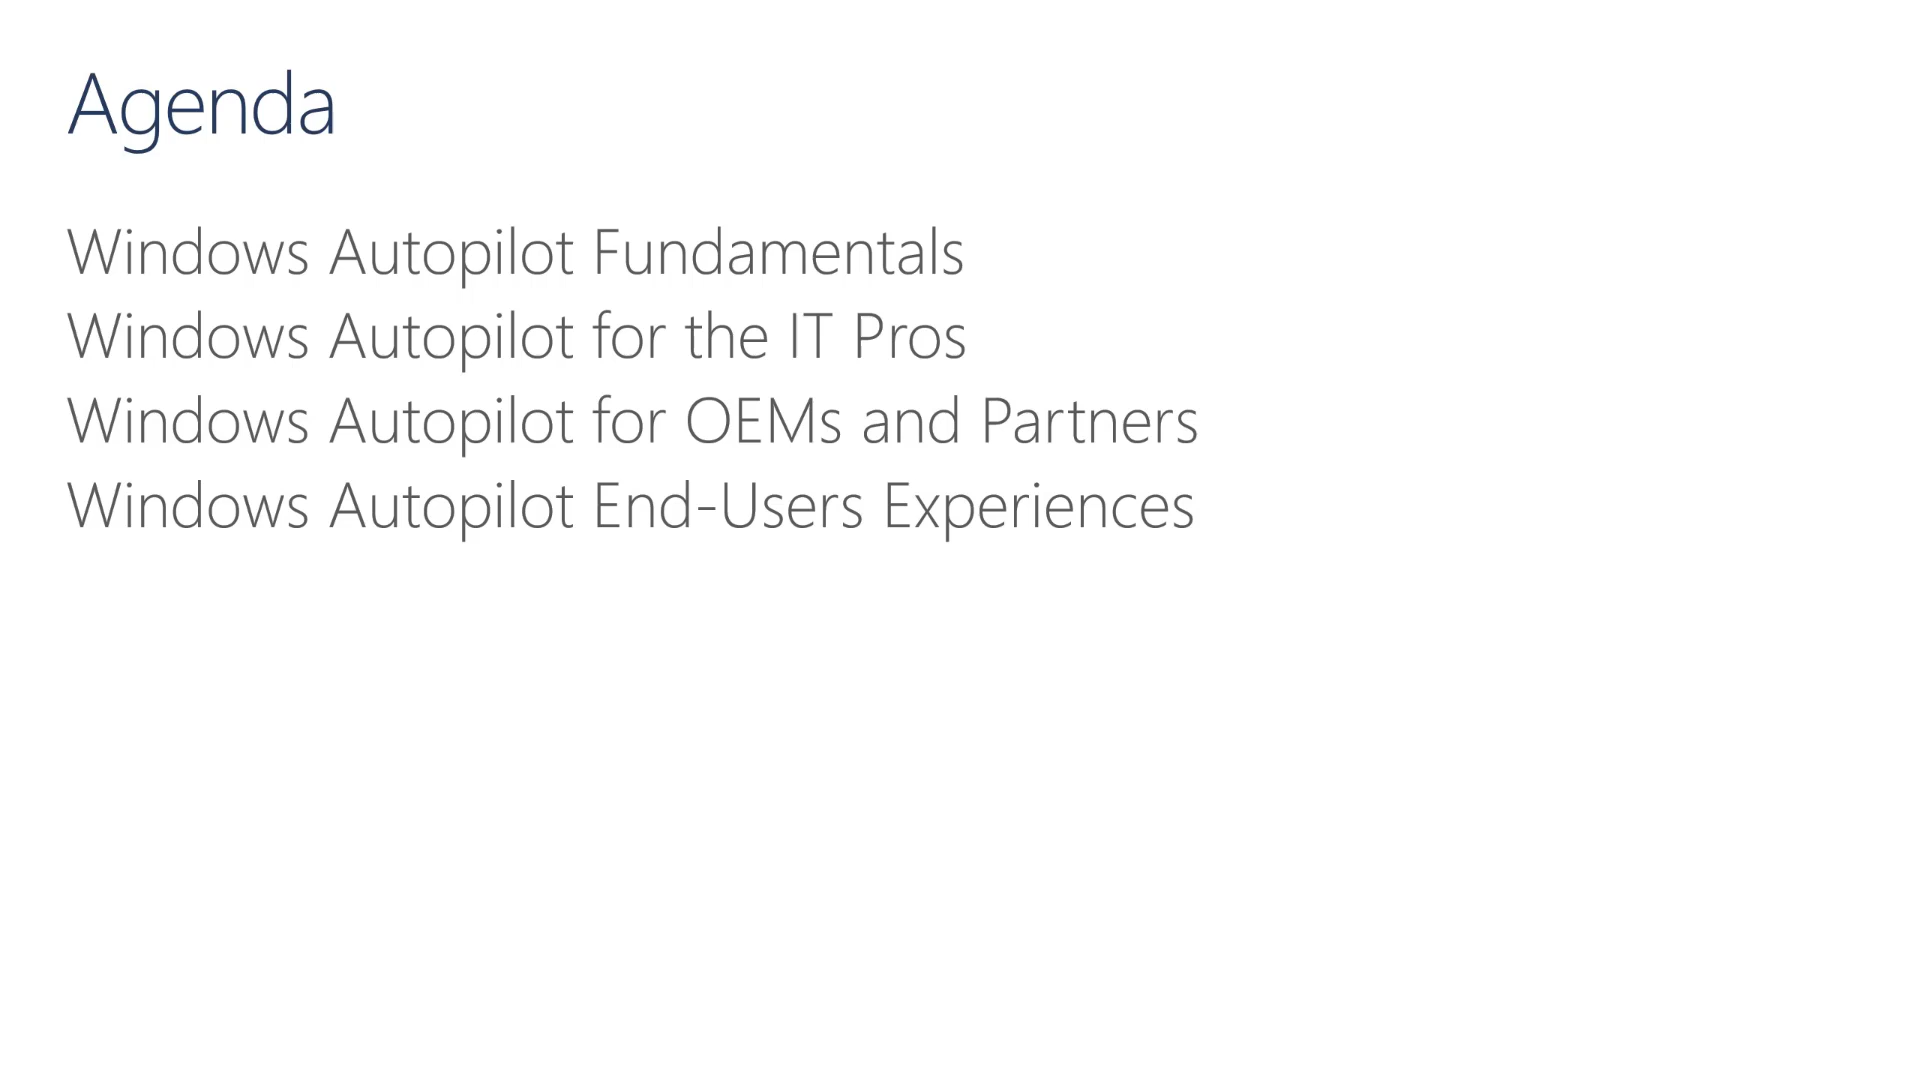 Agenda
Windows Autopilot Fundamentals
Windows Autopilot for the IT Pros
Windows Autopilot for OEMs and Partners
Windows Autopilot End-Users Experiences